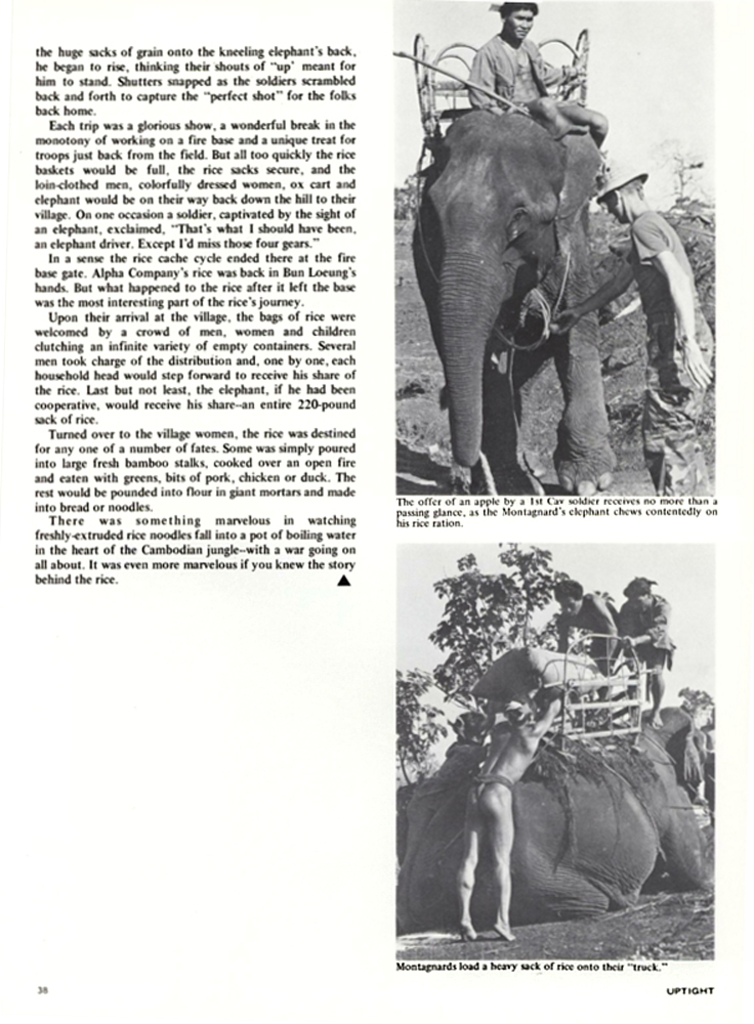 the huge sacks of grain onto the kneeling elephant's back,
he began to rise, thinking their shouts of "up' meant for
him to stand. Shutters snapped as the soldiers scrambled
back and forth to capture the "perfect shot" for the folks
back home.
Each trip was a glorious show, a wonderful break in the
monotony of working on a fire base and a unique treat for
troops just back from the field. But all too quickly the rice
baskets would be full, the rice sacks secure, and the
loin-clothed men, colorfully dressed women, ox cart and
elephant would be on their way back down the hill to their
village. On one occasion a soldier, captivated by the sight of
an elephant, exclaimed, "That's what I should have been,
an elephant driver. Except I'd miss those four gears."
In a sense the rice cache cycle ended there at the fire
base gate. Alpha Company's rice was back in Bun Loeung's
hands. But what happened to the rice after it left the base
was the most interesting part of the rice's journey.
Upon their arrival at the village, the bags of rice were
welcomed by a crowd of men, women and children
clutching an infinite variety of empty containers. Several
men took charge of the distribution and, one by one, each
household head would step forward to receive his share of
the rice. Last but not least, the elephant, if he had been
cooperative, would receive his share--an entire 220-pound
sack of rice.
Turned over to the village women, the rice was destined
for any one of a number of fates. Some was simply poured
into large fresh bamboo stalks, cooked over an open fire
and eaten with greens, bits of pork, chicken or duck. The
rest would be pounded into flour in giant mortars and made
into bread or noodles.
There was something marvelous in watching
freshly-extruded rice noodles fall into a pot of boiling water
in the heart of the Cambodian jungle--with a war going on
all about. It was even more marvelous if you knew the story
behind the rice.
The offer of an apple by a 1st Cav soldier receives no more than a
passing glance, as the Montagnard's elephant chews contentedly on
his rice ration.
Montagnards load a heavy sack of rice onto their "truck."
38
UPTIGHT